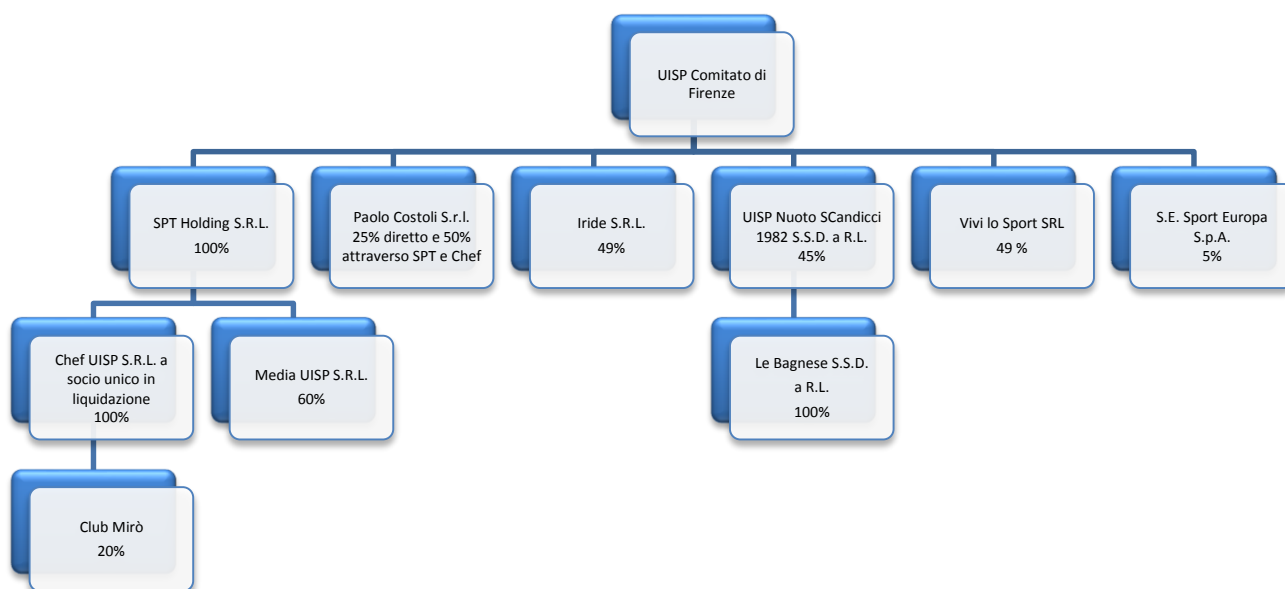 UISP Comitato di
Firenze
SPT Holding S.R.L.
100%
Paolo Costoli S.r.l.
25% diretto e 50%
attraverso SPT e Chef
Iride S.R.L.
49%
UISP Nuoto SCandicci
1982 S.S.D. a R.L.
45%
Vivi lo Sport SRL
49 %
S.E. Sport Europa
S.p.A.
5%
Chef UISP S.R.L. a
socio unico in
liquidazione
100%
Media UISP S.R.L.
60%
Le Bagnese S.S.D.
a R.L.
100%
Club Mirò
20%